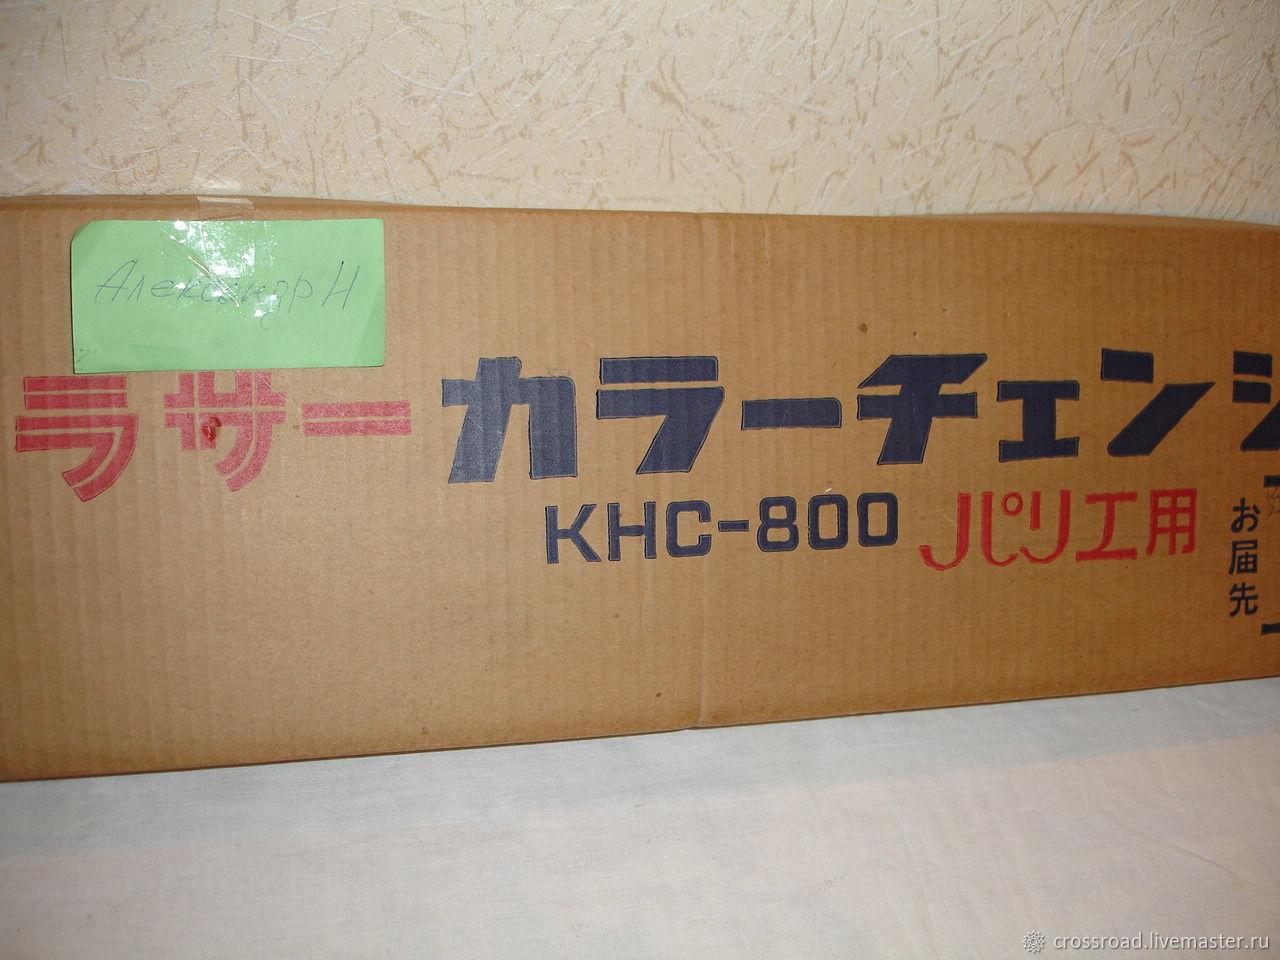 Александр Н
ラザー カラーチェンジ
KHC-800 パリエ用
お届先
crossroad.livemaster.ru